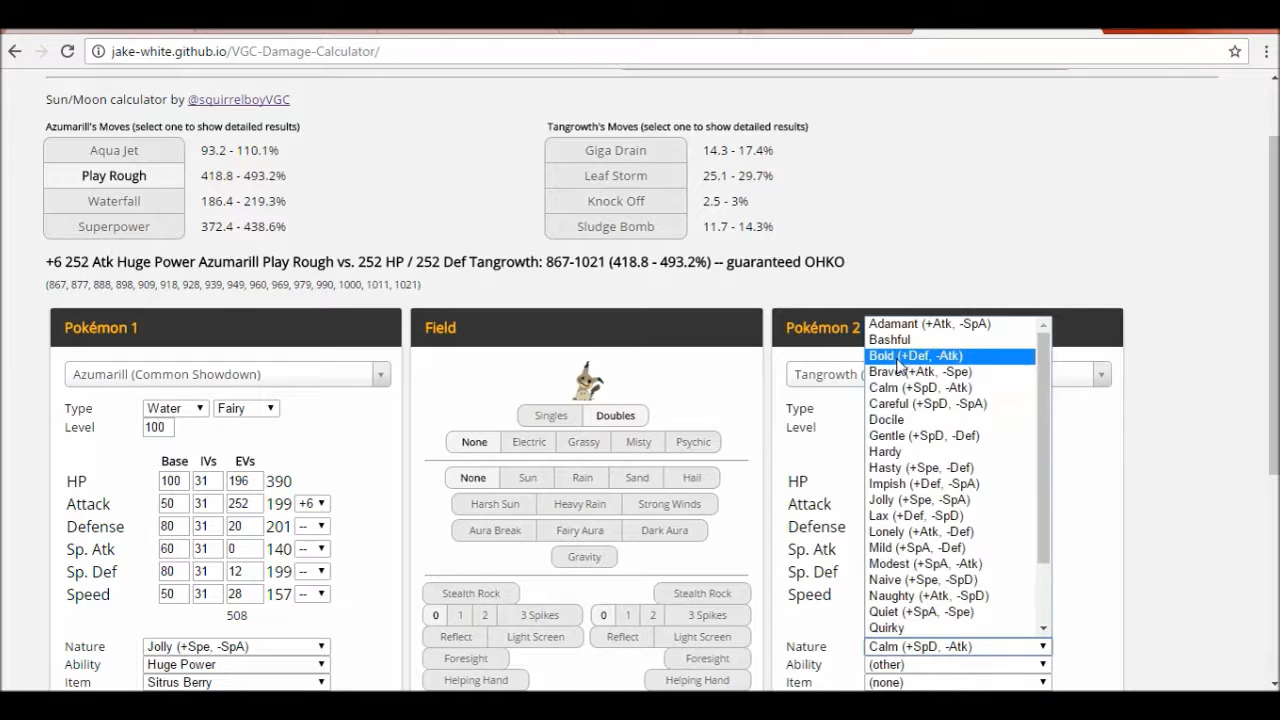 jake-white.github.io/VGC-Damage-Calculator/
Sun/Moon calculator by @squirrelboyVGC
Azumarill's Moves (select one to show detailed results)
Aqua Jet 93.2 - 110.1%
Play Rough 418.8 - 493.2%
Waterfall 186.4 - 219.3%
Superpower 372.4 - 438.6%
Tangrowth's Moves (select one to show detailed results)
Giga Drain 14.3 - 17.4%
Leaf Storm 25.1 - 29.7%
Knock Off 2.5 - 3%
Sludge Bomb 11.7 - 14.3%
+6 252 Atk Huge Power Azumarill Play Rough vs. 252 HP / 252 Def Tangrowth: 867-1021 (418.8 - 493.2%) -- guaranteed OHKO
(867, 877, 888, 898, 909, 918, 928, 939, 949, 960, 969, 979, 990, 1000, 1011, 1021)
Pokémon 1
Azumarill (Common Showdown)
Type Water Fairy
Level 100
Base IVs EVs
HP 100 31 196 390
Attack 50 31 252 199 +6
Defense 80 31 20 201 --
Sp. Atk 60 31 0 140 --
Sp. Def 80 31 12 199 --
Speed 50 31 28 157 --
508
Nature Jolly (+Spe, -SpA)
Ability Huge Power
Item Sitrus Berry
Field
Singles Doubles
None Electric Grassy Misty Psychic
None Sun Rain Sand Hail
Harsh Sun Heavy Rain Strong Winds
Aura Break Fairy Aura Dark Aura
Gravity
Stealth Rock Stealth Rock
0 1 2 3 Spikes 0 1 2 3 Spikes
Reflect Light Screen Reflect Light Screen
Foresight Foresight
Helping Hand Helping Hand
Pokémon 2
Tangrowth (
Type
Level
HP
Attack
Defense
Sp. Atk
Sp. Def
Speed
Adamant (+Atk, -SpA)
Bashful
Bold (+Def, -Atk)
Brave (+Atk, -Spe)
Calm (+SpD, -Atk)
Careful (+SpD, -SpA)
Docile
Gentle (+SpD, -Def)
Hardy
Hasty (+Spe, -Def)
Impish (+Def, -SpA)
Jolly (+Spe, -SpA)
Lax (+Def, -SpD)
Lonely (+Atk, -Def)
Mild (+SpA, -Def)
Modest (+SpA, -Atk)
Naive (+Spe, -SpD)
Naughty (+Atk, -SpD)
Quiet (+SpA, -Spe)
Quirky
Nature Calm (+SpD, -Atk)
Ability (other)
Item (none)